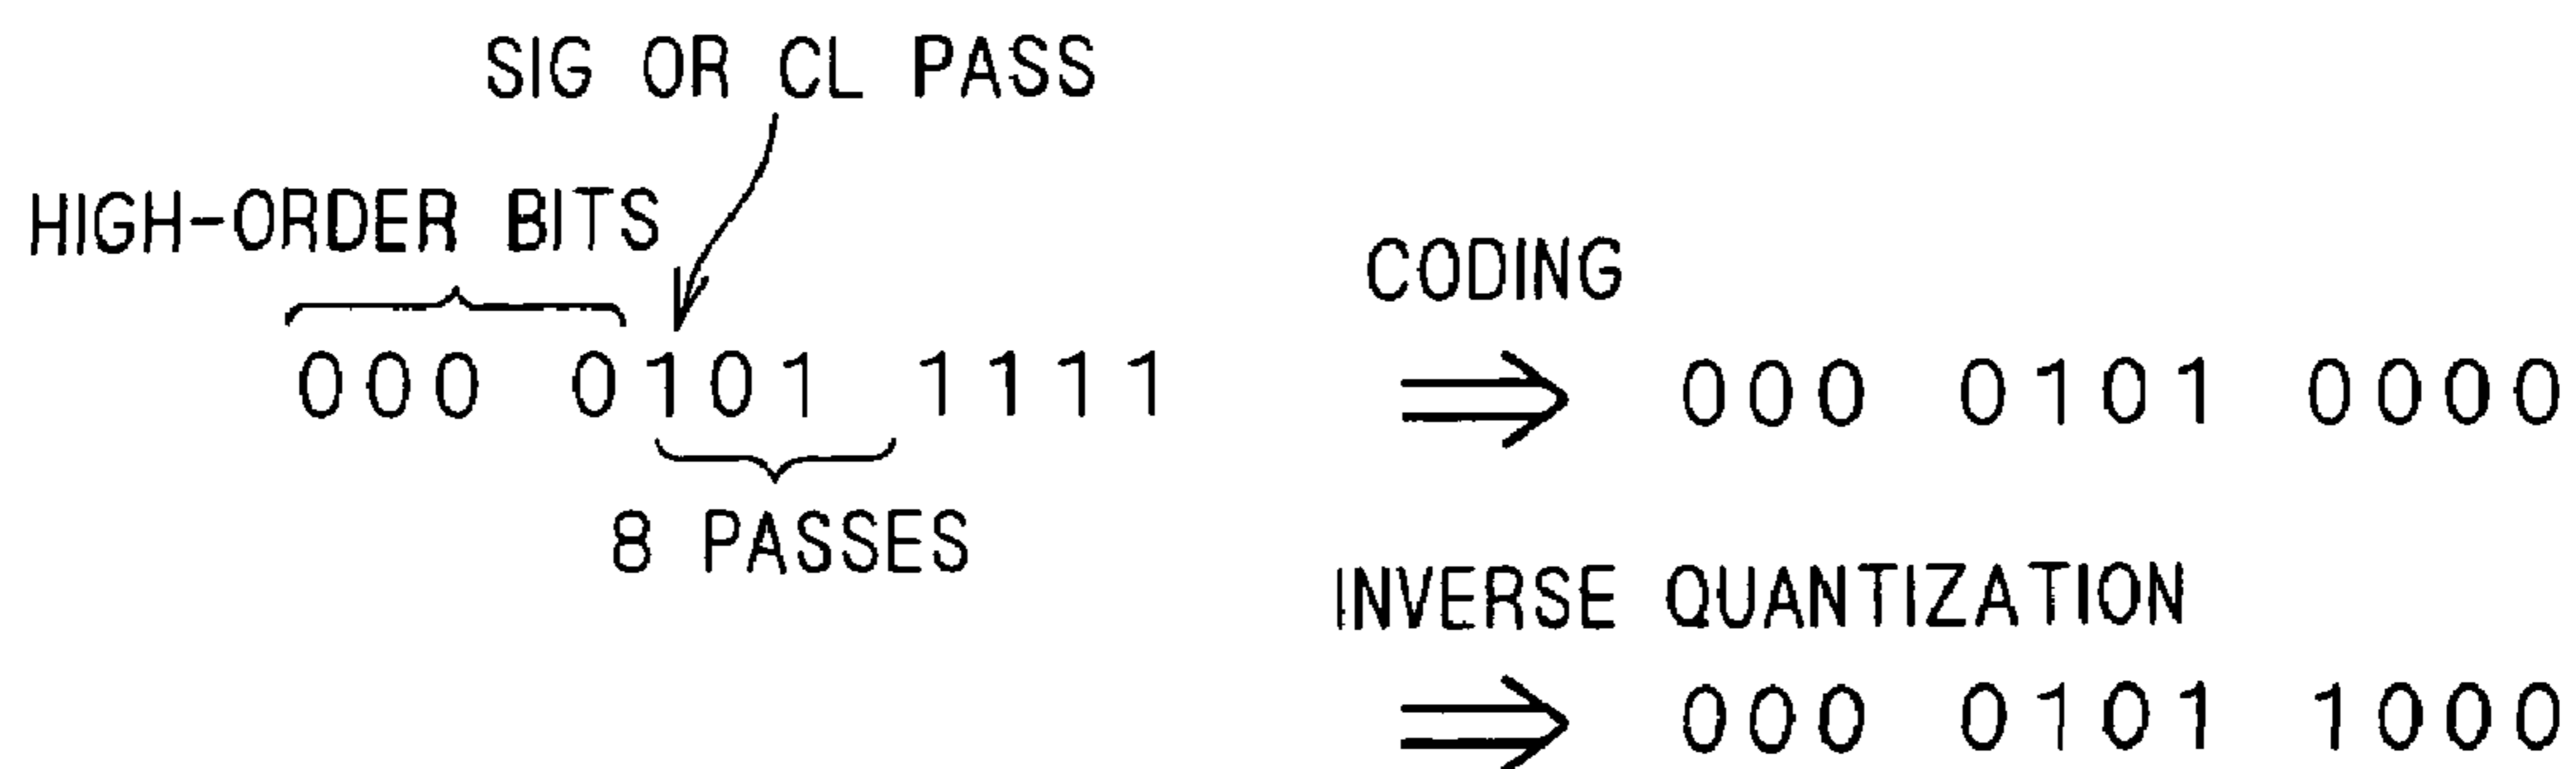 SIG OR CL PASS
HIGH-ORDER BITS
CODING
000 0101 1111 ⇒ 000 0101 0000
8 PASSES
INVERSE QUANTIZATION
⇒ 000 0101 1000